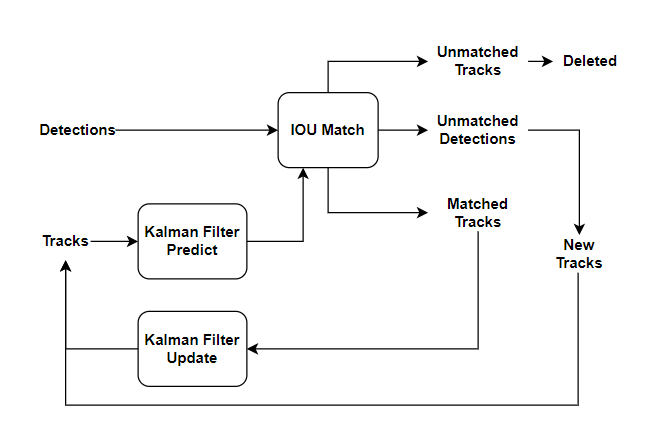 Unmatched
Tracks
Deleted
Detections
IOU Match
Unmatched
Detections
Matched
Tracks
Tracks
Kalman Filter
Predict
New
Tracks
Kalman Filter
Update